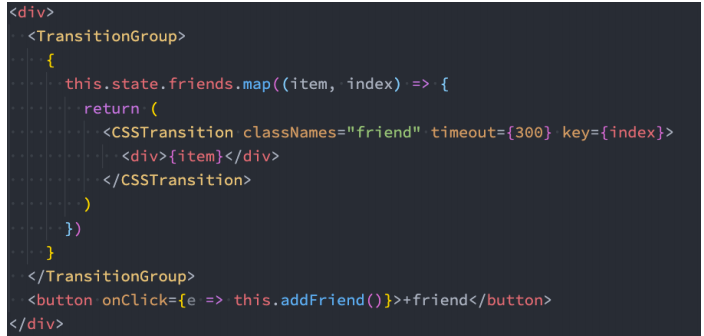 <div>
<TransitionGroup>
{
this.state.friends.map((item, index) => {
return (
<CSSTransition classNames="friend" timeout={300} key={index}>
<div>{item}</div>
</CSSTransition>
)
})
}
</TransitionGroup>
<button onClick={e => this.addFriend()}>+friend</button>
</div>